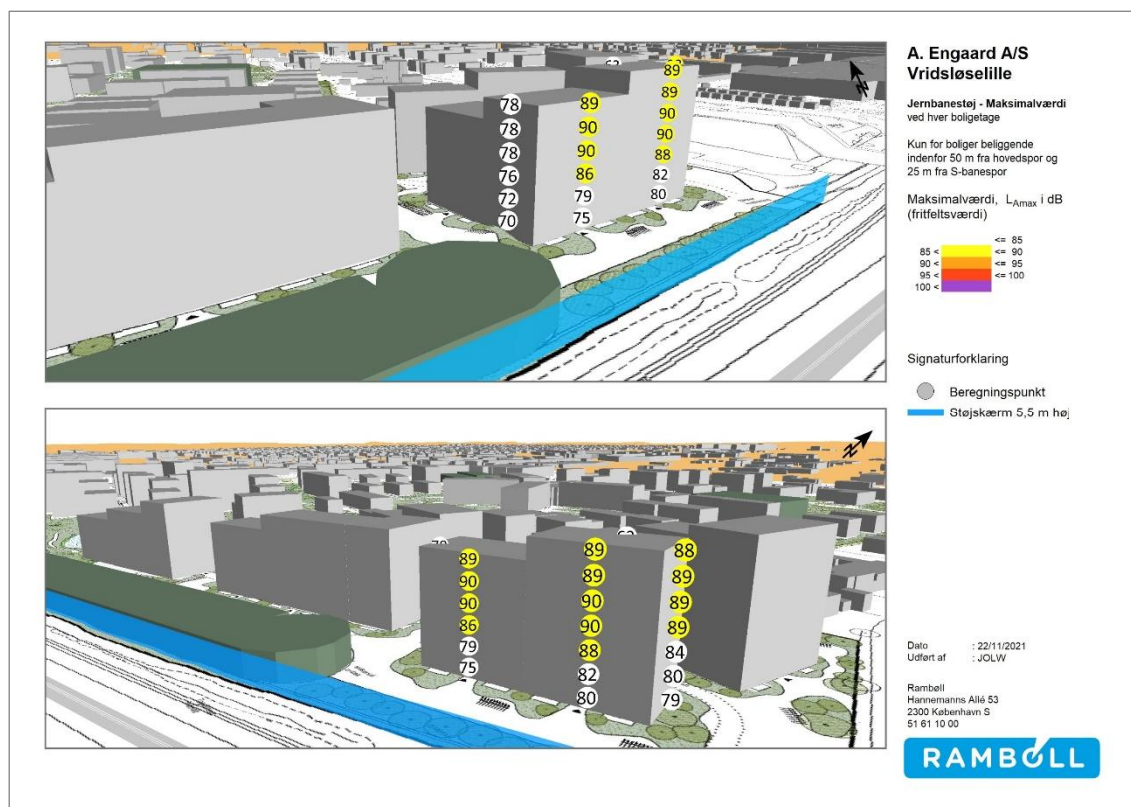 62
89
89
90
90
88
82
80
78
78
78
76
72
70
89
90
90
86
79
75
A. Engaard A/S
Vridsløselille
Jernbanestøj - Maksimalværdi
ved hver boligetage
Kun for boliger beliggende
indenfor 50 m fra hovedspor og
25 m fra S-banespor
Maksimalværdi, LAmax i dB
(fritfeltsværdi)
<= 85
85 < <= 90
90 < <= 95
95 < <= 100
100 <
Signaturforklaring
Beregningspunkt
Støjskærm 5,5 m høj
89
90
90
86
79
75
89
89
90
90
88
82
80
88
89
89
89
84
80
79
Dato : 22/11/2021
Udført af : JOLW
Rambøll
Hannemanns Allé 53
2300 København S
51 61 10 00
RAMBOLL